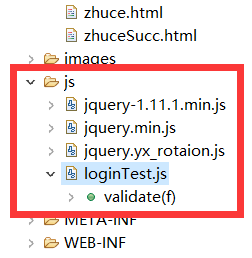 zhuce.html
zhuceSucc.html
images
js
jquery-1.11.1.min.js
jquery.min.js
jquery.yx_rotaion.js
loginTest.js
validate(f)
META-INF
WEB-INF